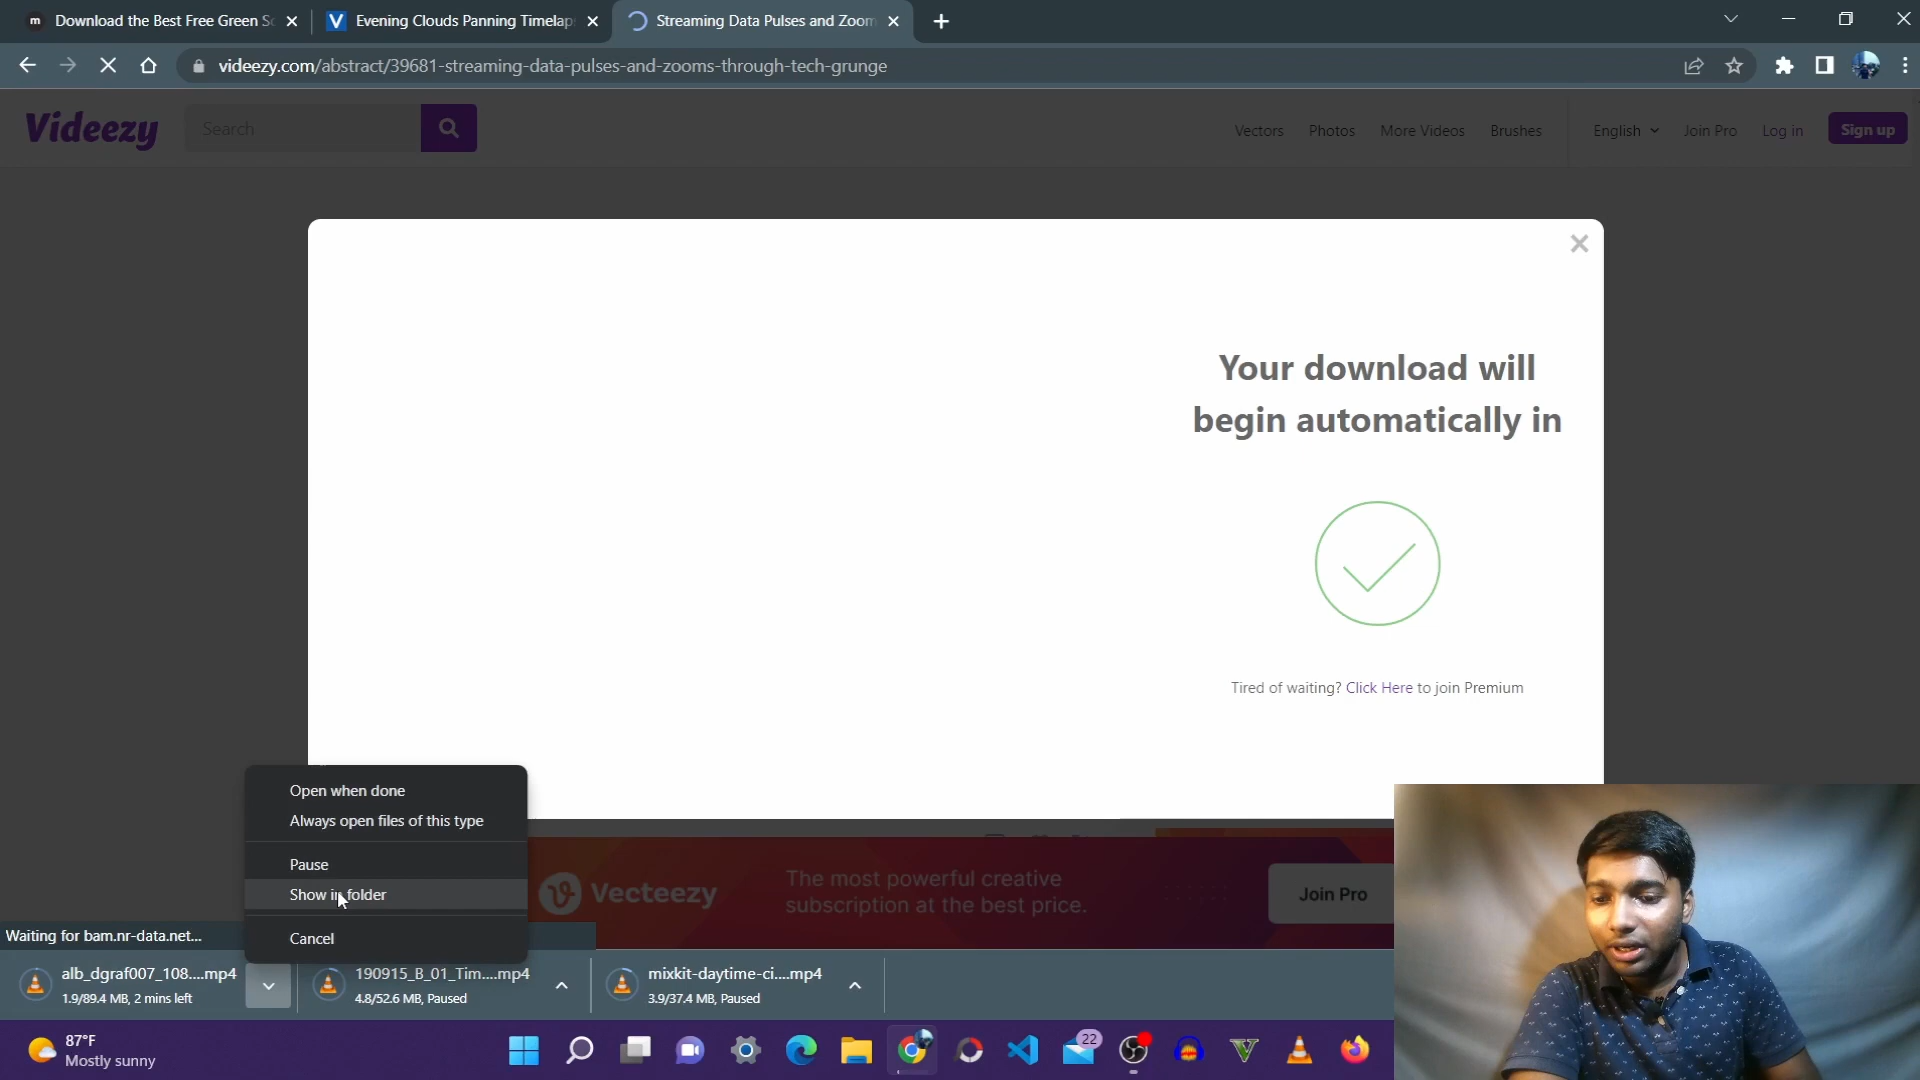 m Download the Best Free Green Sc
V Evening Clouds Panning Timelap
Streaming Data Pulses and Zoom
videezy.com/abstract/39681-streaming-data-pulses-and-zooms-through-tech-grunge
Videezy
Search
Vectors
Photos
More Videos
Brushes
English
Join Pro
Log in
Sign up
Your download will
begin automatically in
Tired of waiting? Click Here to join Premium
Open when done
Always open files of this type
Pause
Show in folder
Cancel
Vecteezy
The most powerful creative
subscription at the best price.
Join Pro
Waiting for bam.nr-data.net...
alb_dgraf007_108....mp4
1.9/89.4 MB, 2 mins left
190915_B_01_Tim....mp4
4.8/52.6 MB, Paused
mixkit-daytime-ci....mp4
3.9/37.4 MB, Paused
87°F
Mostly sunny
22